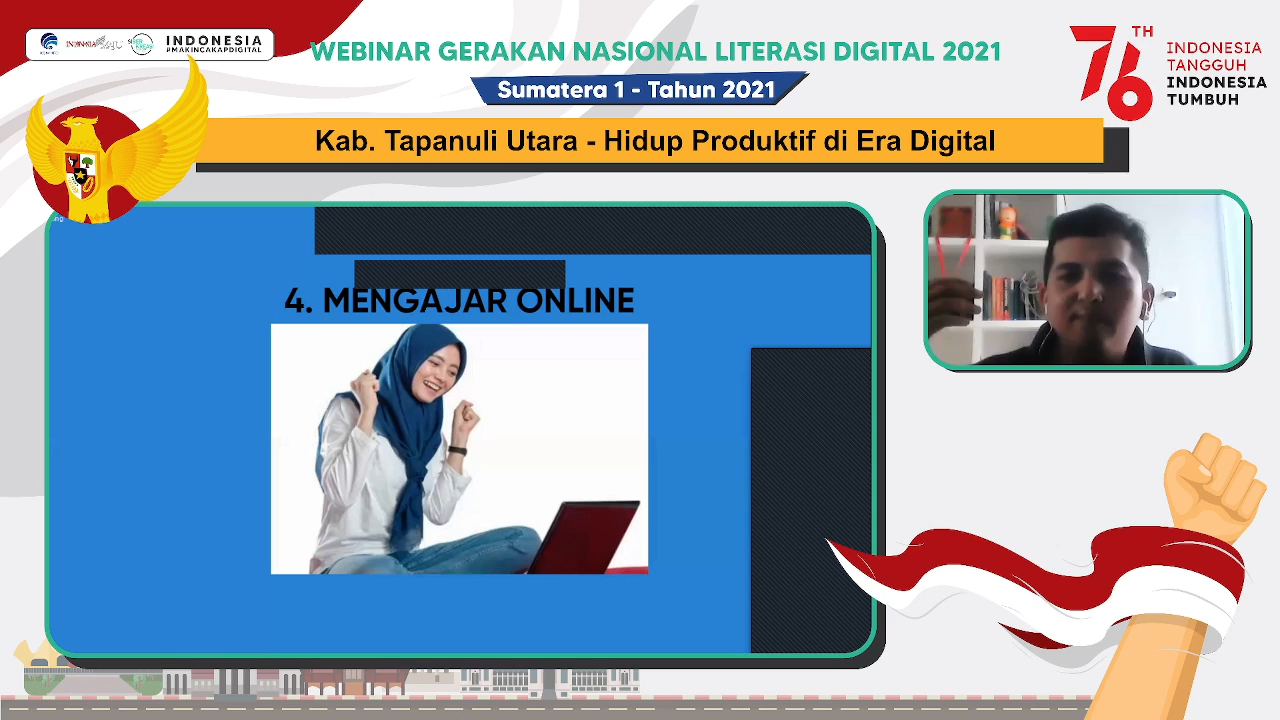 INDONESIA
#MAKINCAKAPDIGITAL
WEBINAR GERAKAN NASIONAL LITERASI DIGITAL 2021
Sumatera 1 - Tahun 2021
76 TH
INDONESIA
TANGGUH
INDONESIA
TUMBUH
Kab. Tapanuli Utara - Hidup Produktif di Era Digital
4. MENGAJAR ONLINE